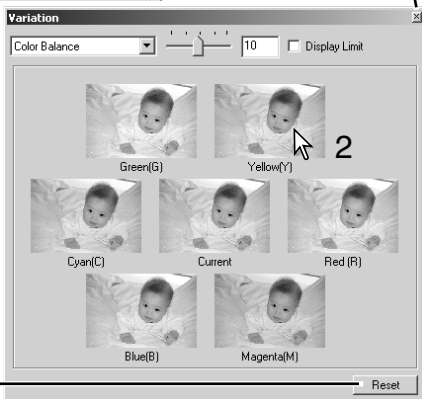 Variation
Color Balance 10 Display Limit
Green(G) Yellow(Y) 2
Cyan(C) Current Red (R)
Blue(B) Magenta(M)
Reset